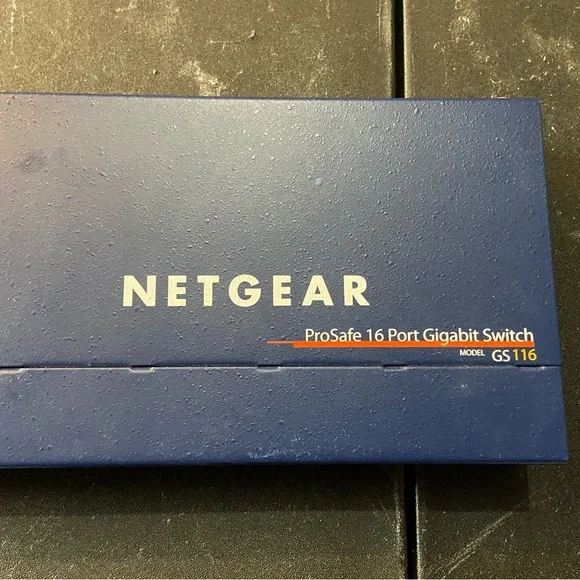 NETGEAR
ProSafe 16 Port Gigabit Switch
MODEL GS116